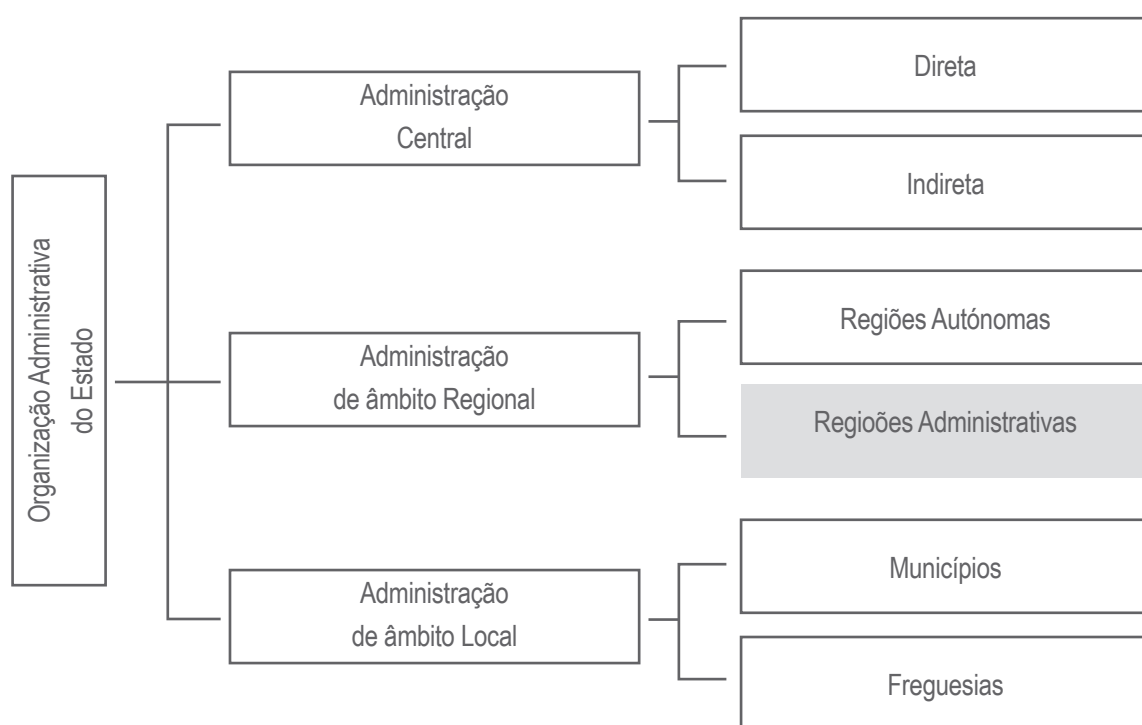 Organização Administrativa
do Estado
Administração
Central
Direta
Indireta
Administração
de âmbito Regional
Regiões Autónomas
Regioões Administrativas
Administração
de âmbito Local
Municípios
Freguesias